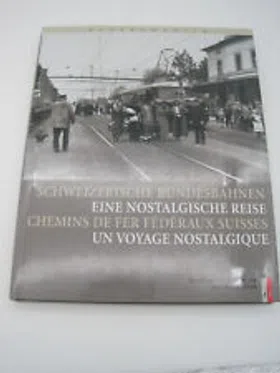 SCHWEIZERISCHE BUNDESBAHNEN
EINE NOSTALGISCHE REISE
CHEMINS DE FER FÉDÉRAUX SUISSES
UN VOYAGE NOSTALGIQUE